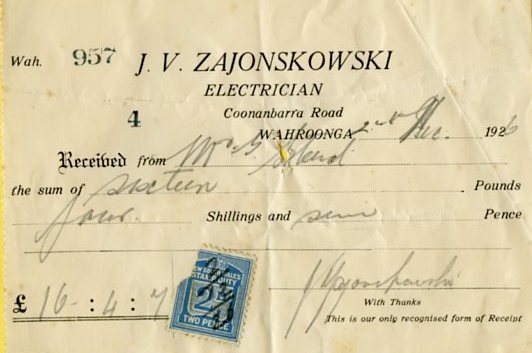 Wah. 957 J. V. ZAJONSKOWSKI
ELECTRICIAN
4 Coonanbarra Road
WAHROONGA 2nd Dec. 1926
Received from Mr G.
the sum of sixteen Pounds
four Shillings and seven Pence
NEW SOUTH WALES
STAMP DUTY
2D
TWO PENCE
£ 16 - : 4 : 7
J Zajonskowski
With Thanks
This is our only recognised form of Receipt